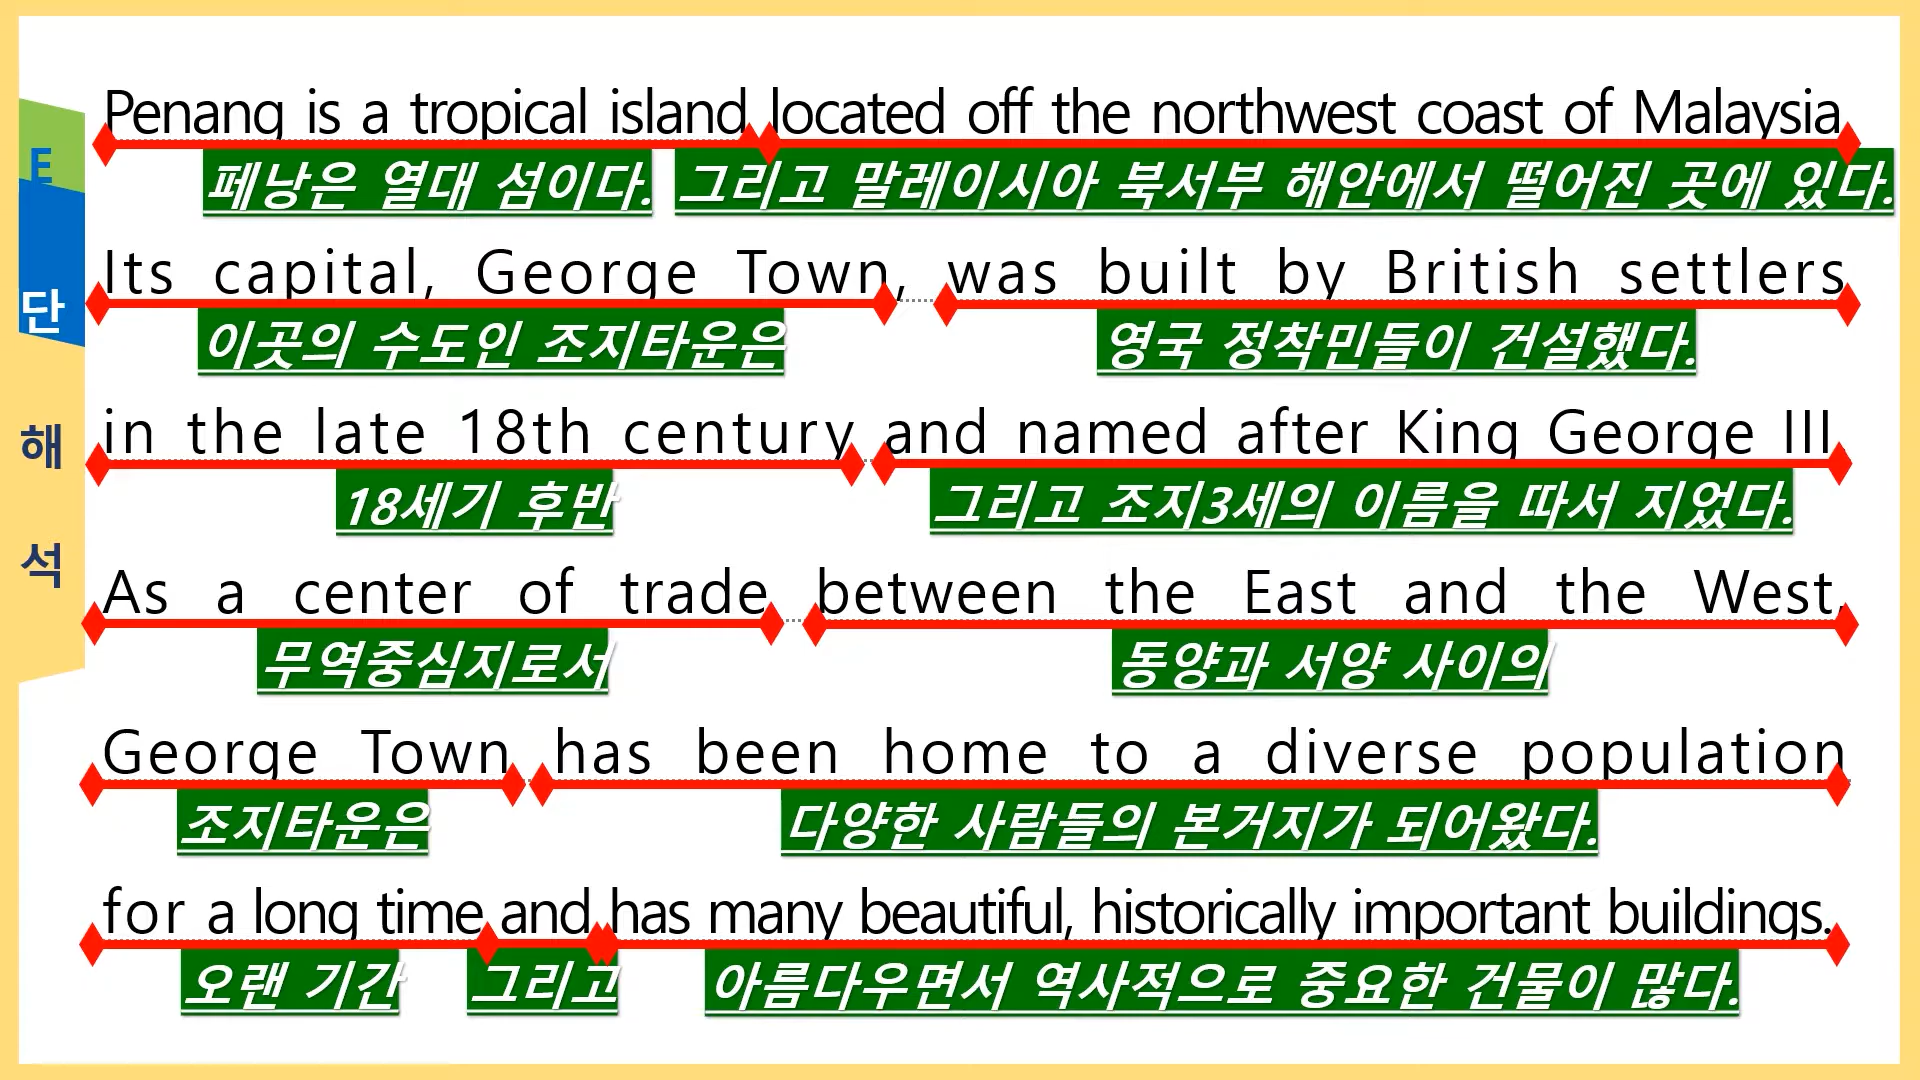 Penang is a tropical island located off the northwest coast of Malaysia.
페낭은 열대 섬이다. 그리고 말레이시아 북서부 해안에서 떨어진 곳에 있다.
Its capital, George Town, was built by British settlers
이곳의 수도인 조지타운은 영국 정착민들이 건설했다.
in the late 18th century and named after King George III.
18세기 후반 그리고 조지3세의 이름을 따서 지었다.
As a center of trade between the East and the West,
무역중심지로서 동양과 서양 사이의
George Town has been home to a diverse population
조지타운은 다양한 사람들의 본거지가 되어왔다.
for a long time and has many beautiful, historically important buildings.
오랜 기간 그리고 아름다우면서 역사적으로 중요한 건물이 많다.
E
단
해
석